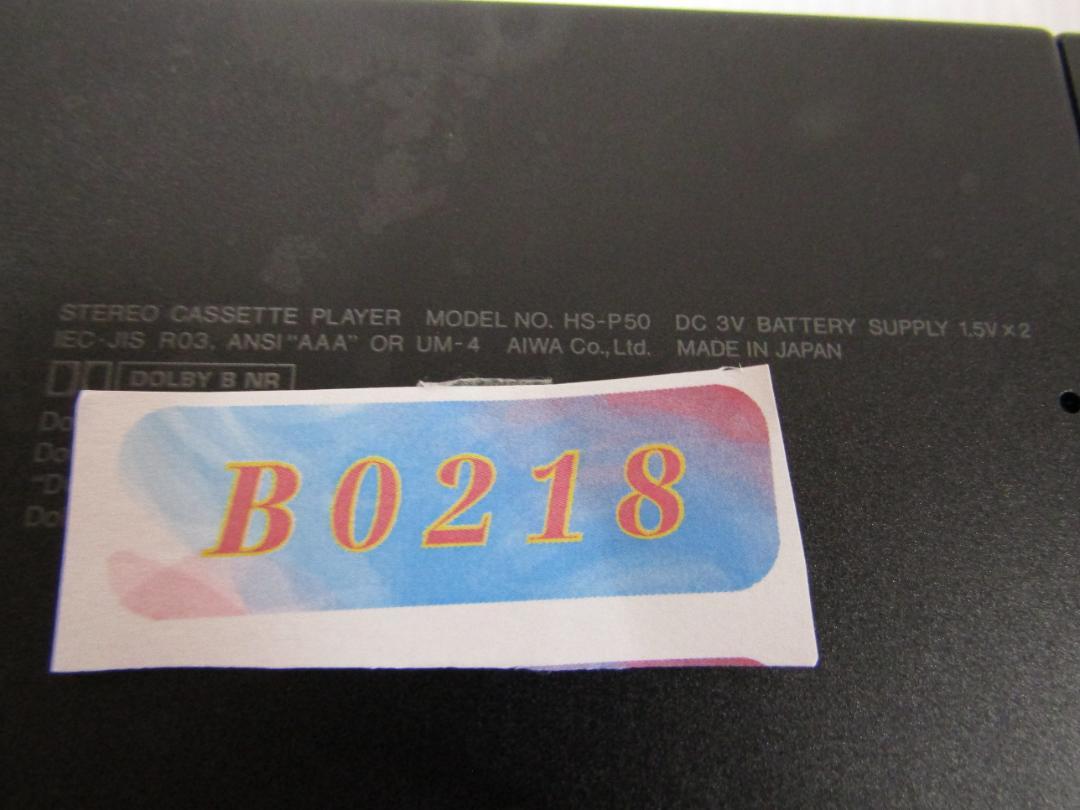 STEREO CASSETTE PLAYER MODEL NO. HS-P50 DC 3V BATTERY SUPPLY 1.5V×2
IEC·JIS R03, ANSI "AAA" OR UM-4 AIWA Co., Ltd. MADE IN JAPAN
DOLBY B NR
B0218